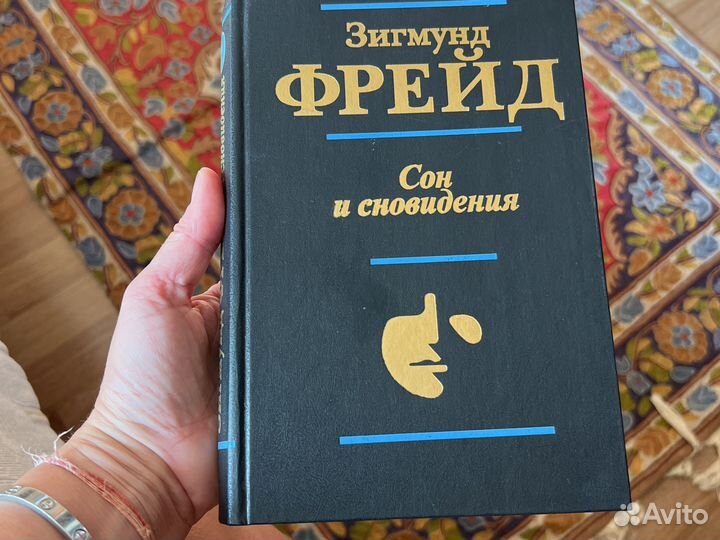 Зигмунд
ФРЕЙД
Сон
и сновидения
Avito